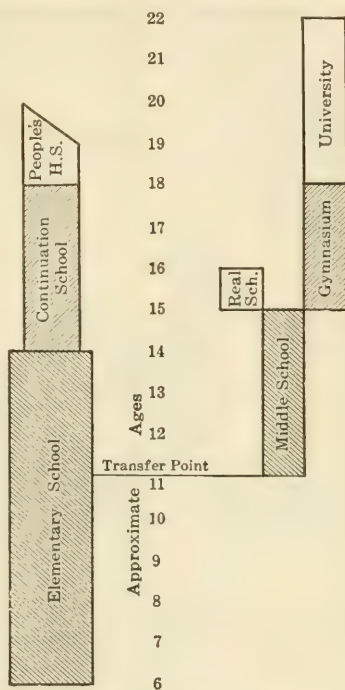 22
21
20
19
18
17
16
15
14
13
12
11
10
9
8
7
6
Approximate Ages
Transfer Point
People's
H.S.
Continuation
School
Elementary School
Real
Sch.
Middle School
Gymnasium
University